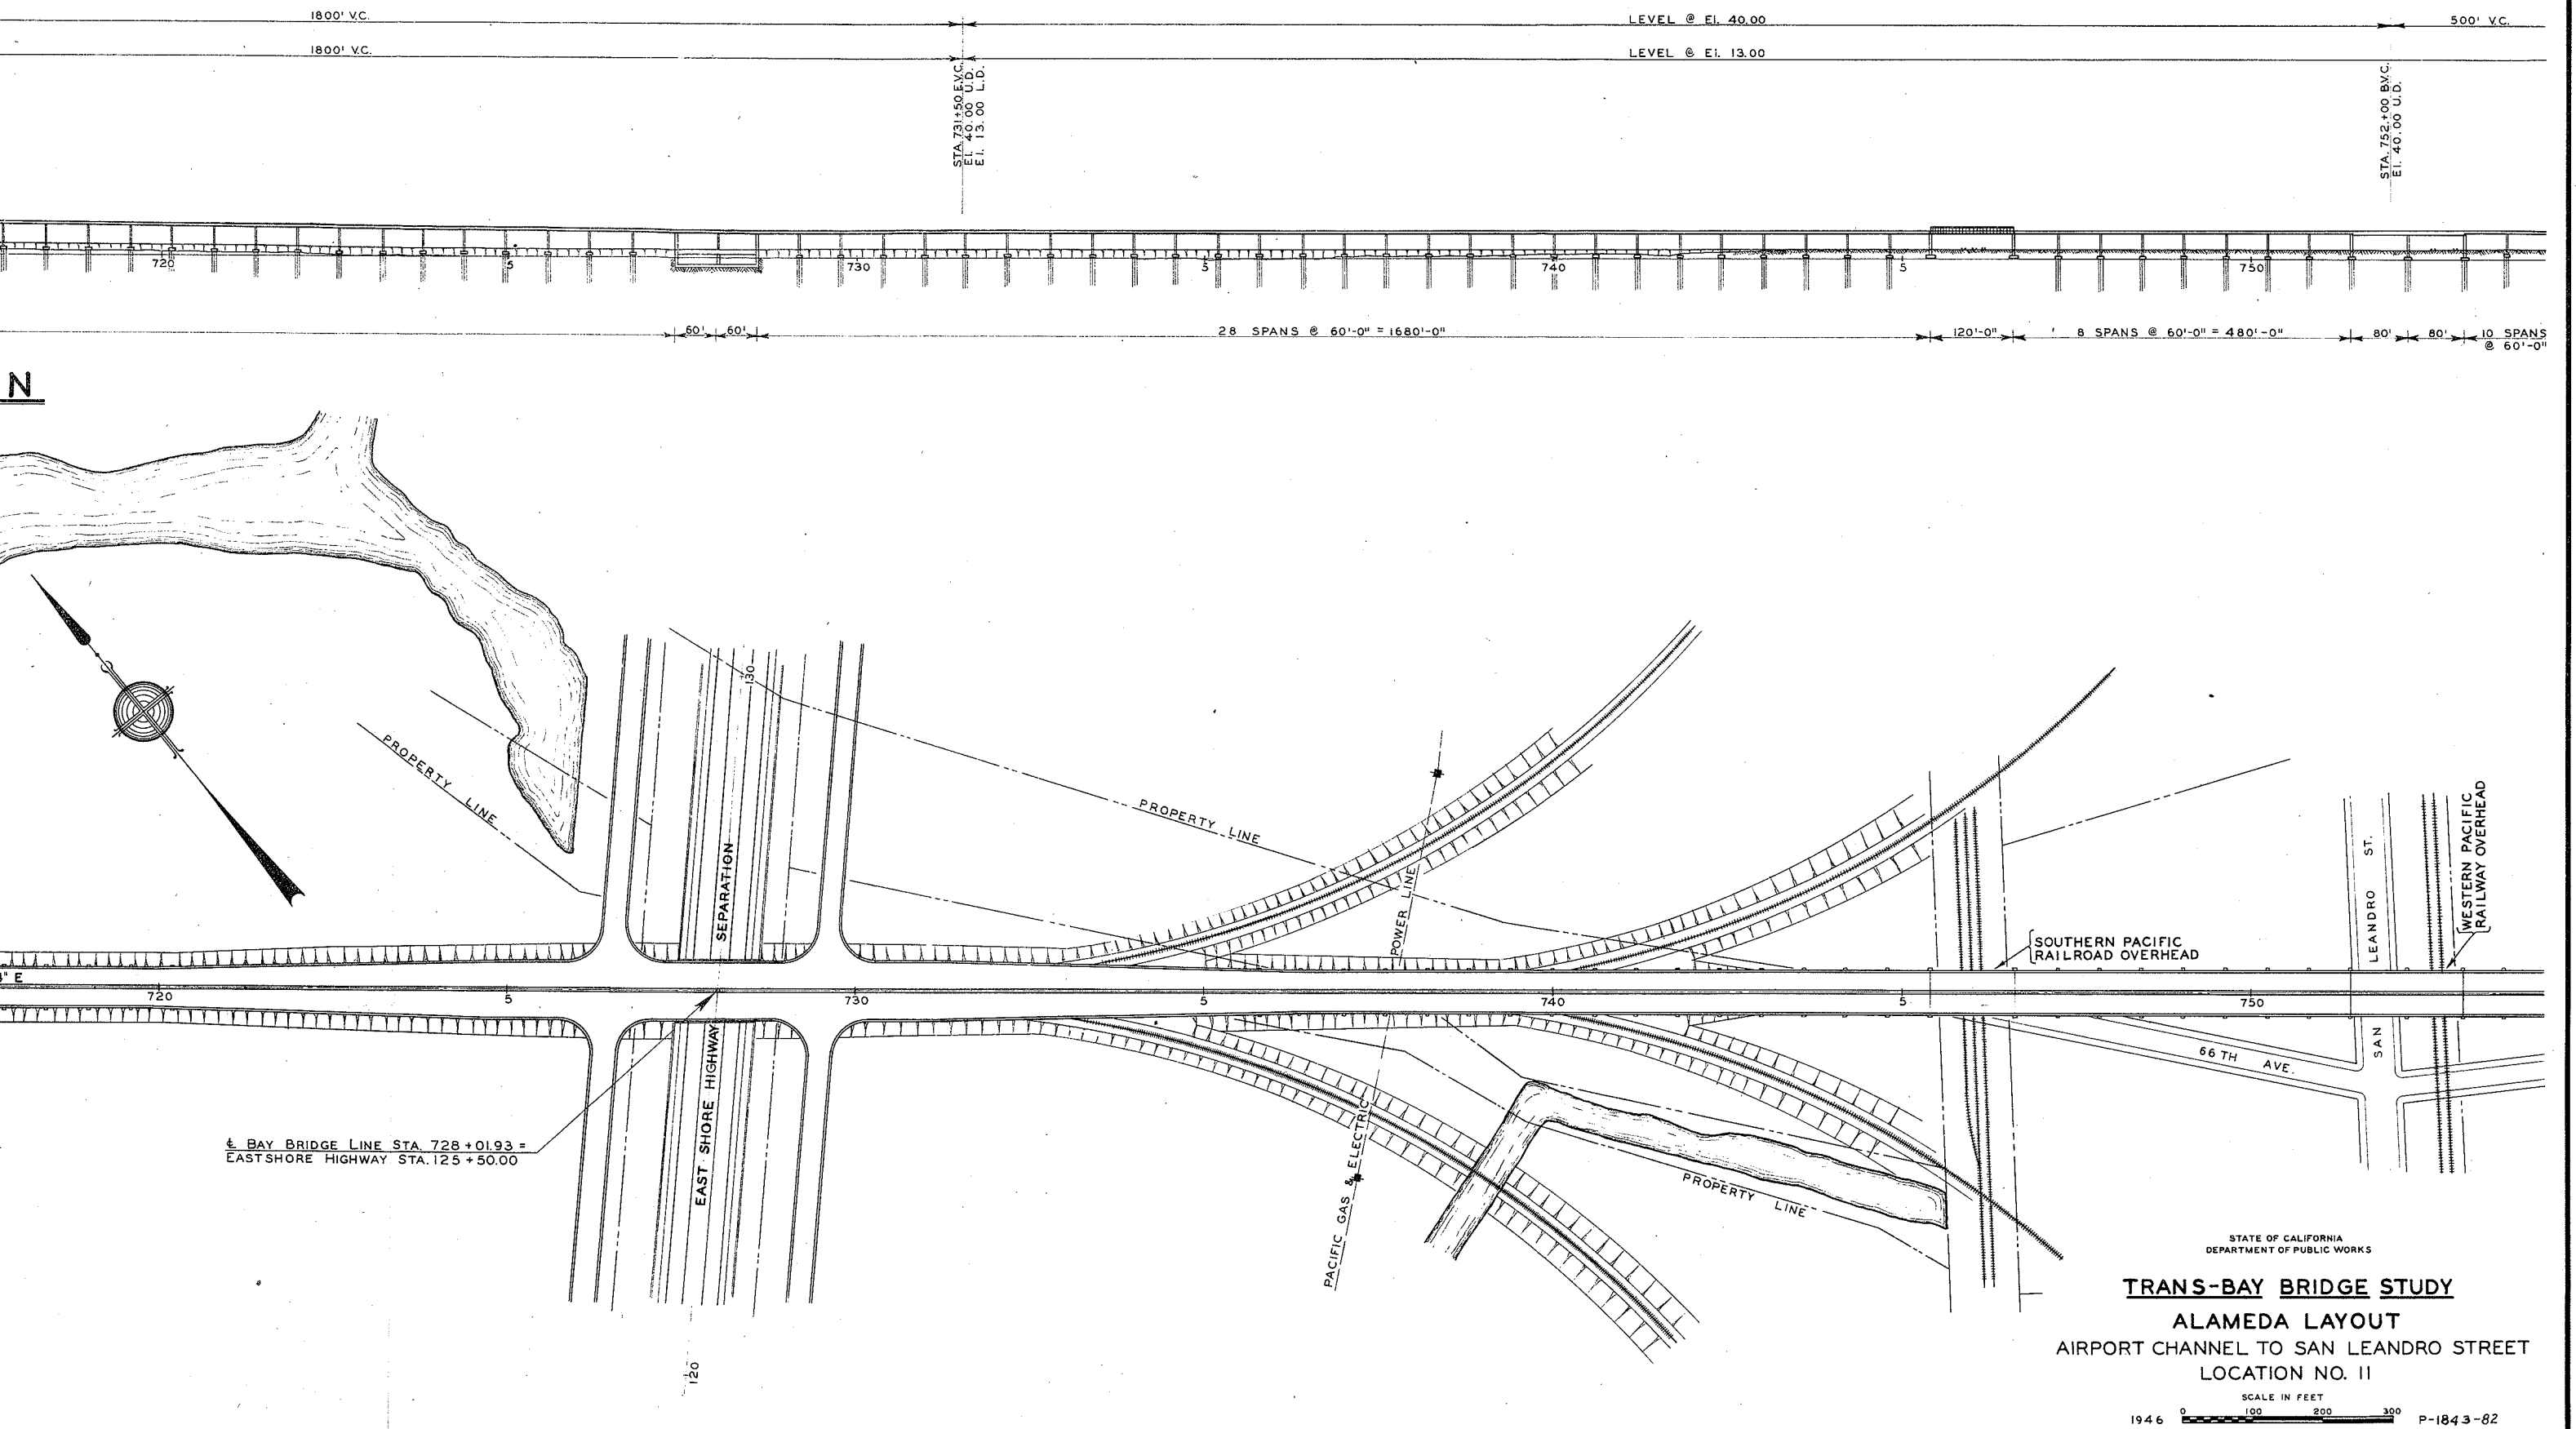 1800' V.C.
LEVEL @ El. 40.00
500' V.C.
1800' V.C.
LEVEL @ El. 13.00
STA. 731+50 E.V.C.
El. 40.00 U.D.
El. 13.00 L.D.
STA. 752+00 B.V.C.
El. 40.00 U.D.
720
5
730
5
740
5
750
60'
60'
28 SPANS @ 60'-0" = 1680'-0"
120'-0"
8 SPANS @ 60'-0" = 480'-0"
80'
80'
10 SPANS
@ 60'-0"
N
130
PROPERTY LINE
PROPERTY LINE
SEPARATION
POWER LINE
SOUTHERN PACIFIC
RAILROAD OVERHEAD
LEANDRO ST.
WESTERN PACIFIC
RAILWAY OVERHEAD
" E
720
5
730
5
740
5
750
EAST SHORE HIGHWAY
SAN
66TH AVE.
℄ BAY BRIDGE LINE STA. 728+01.93 =
EASTSHORE HIGHWAY STA. 125+50.00
PACIFIC GAS & ELECTRIC
PROPERTY LINE
120
STATE OF CALIFORNIA
DEPARTMENT OF PUBLIC WORKS
TRANS-BAY BRIDGE STUDY
ALAMEDA LAYOUT
AIRPORT CHANNEL TO SAN LEANDRO STREET
LOCATION NO. 11
SCALE IN FEET
1946 0 100 200 300 P-1843-82